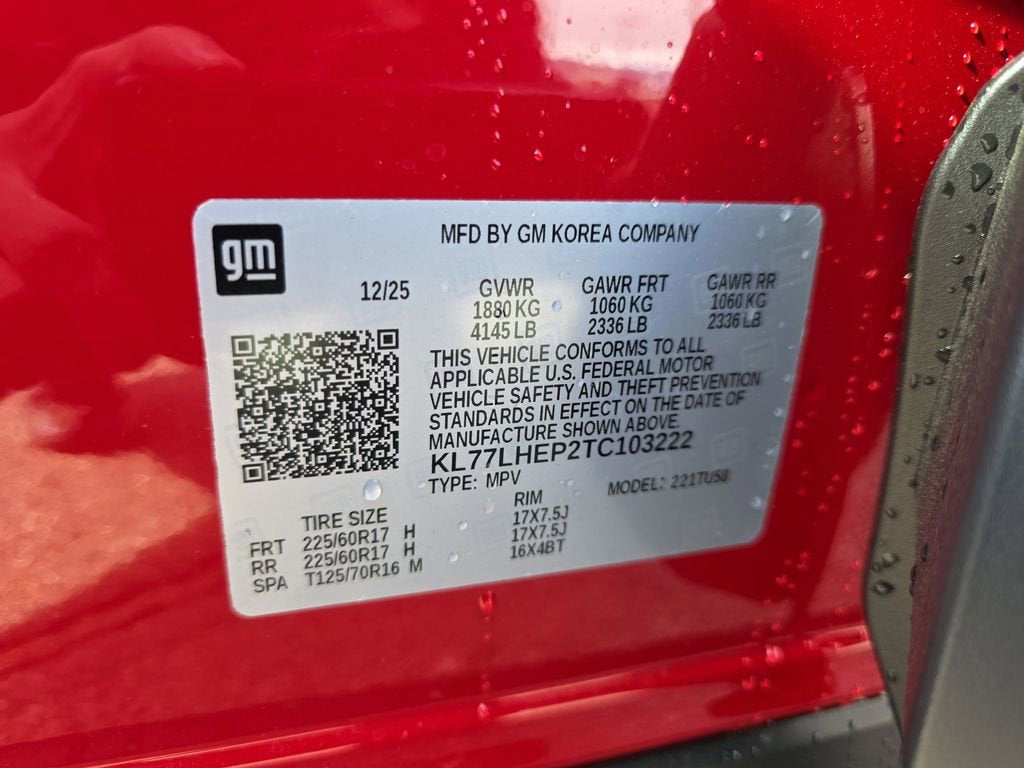 gm
MFD BY GM KOREA COMPANY
12/25
GVWR GAWR FRT GAWR RR
1880 KG 1060 KG 1060 KG
4145 LB 2336 LB 2336 LB
THIS VEHICLE CONFORMS TO ALL
APPLICABLE U.S. FEDERAL MOTOR
VEHICLE SAFETY AND THEFT PREVENTION
STANDARDS IN EFFECT ON THE DATE OF
MANUFACTURE SHOWN ABOVE.
KL77LHEP2TC103222
TYPE: MPV MODEL: 221TU58
TIRE SIZE RIM
FRT 225/60R17 H 17X7.5J
RR 225/60R17 H 17X7.5J
SPA T125/70R16 M 16X4BT